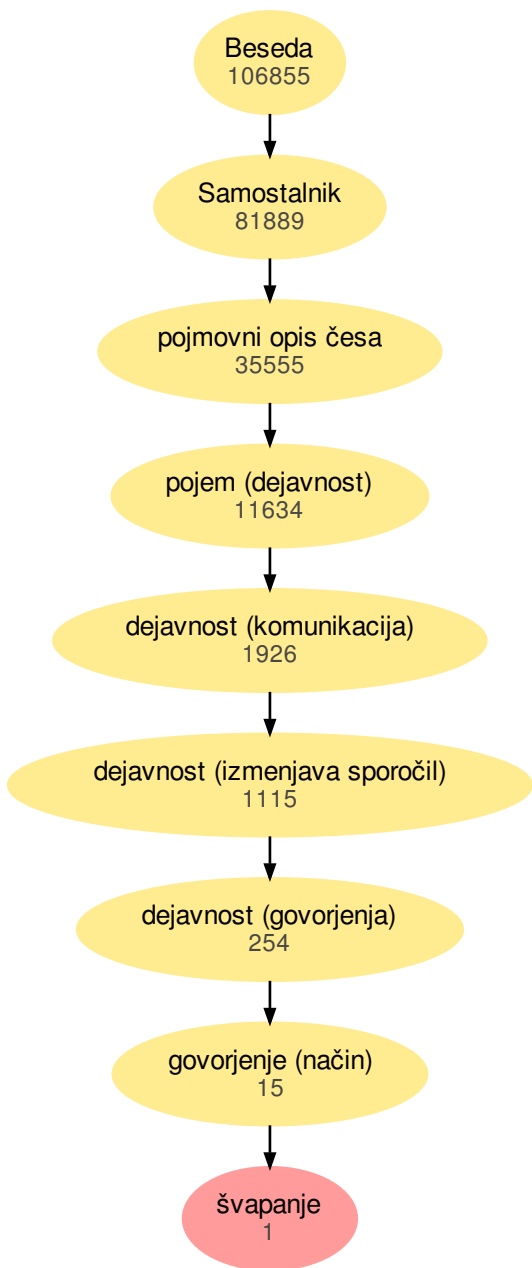 Beseda
106855
Samostalnik
81889
pojmovni opis česa
35555
pojem (dejavnost)
11634
dejavnost (komunikacija)
1926
dejavnost (izmenjava sporočil)
1115
dejavnost (govorjenja)
254
govorjenje (način)
15
švapanje
1